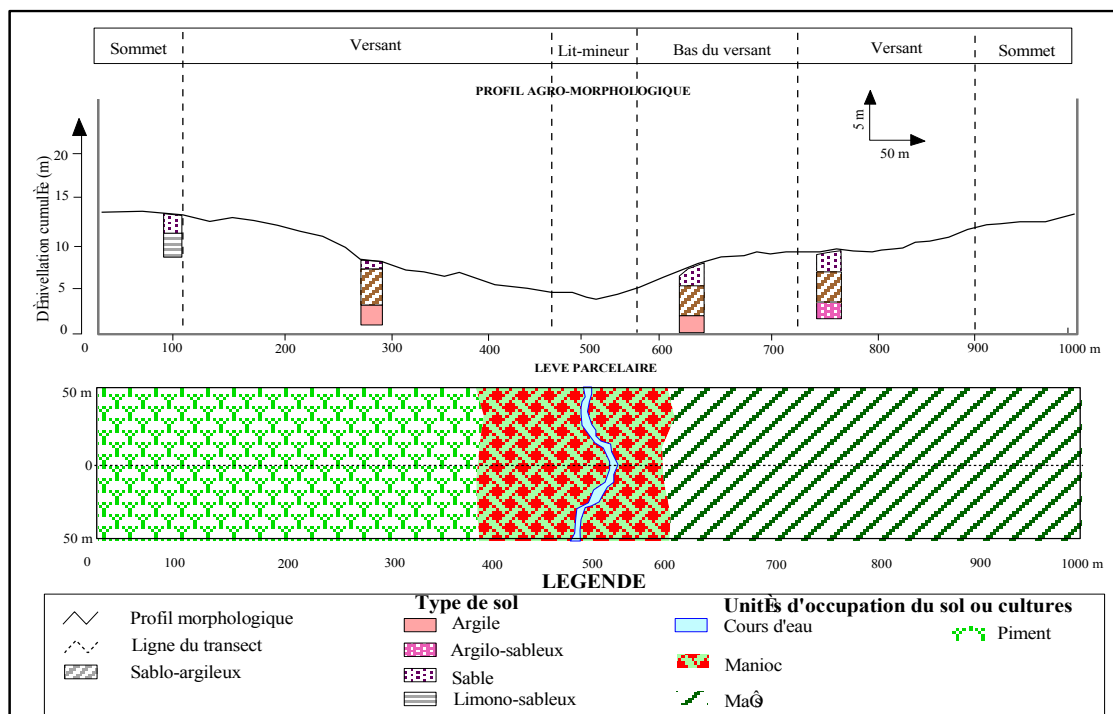 Sommet Versant Lit-mineur Bas du versant Versant Sommet
PROFIL AGRO-MORPHOLOGIQUE
5 m
50 m
DÈnivellation cumulÈe (m)
20
15
10
5
0
0 100 200 300 400 500 600 700 800 900 1000 m
LEVE PARCELAIRE
50 m
0
50 m
0 100 200 300 400 500 600 700 800 900 1000 m
LEGENDE
Profil morphologique
Ligne du transect
Sablo-argileux
Type de sol
Argile
Argilo-sableux
Sable
Limono-sableux
UnitÈs d'occupation du sol ou cultures
Cours d'eau
Manioc
MaÔs
Piment